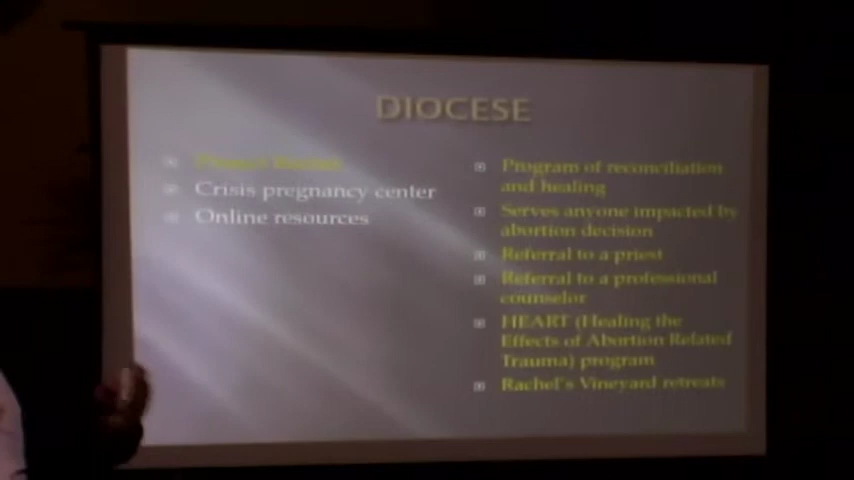 DIOCESE
Crisis pregnancy center
Online resources
Program of reconciliation
and healing
Serves anyone impacted by
abortion decision
Referral to a priest
Referral to a professional
counselor
HEART (Healing the
Effects of Abortion Related
Trauma) program
Rachel's Vineyard retreats